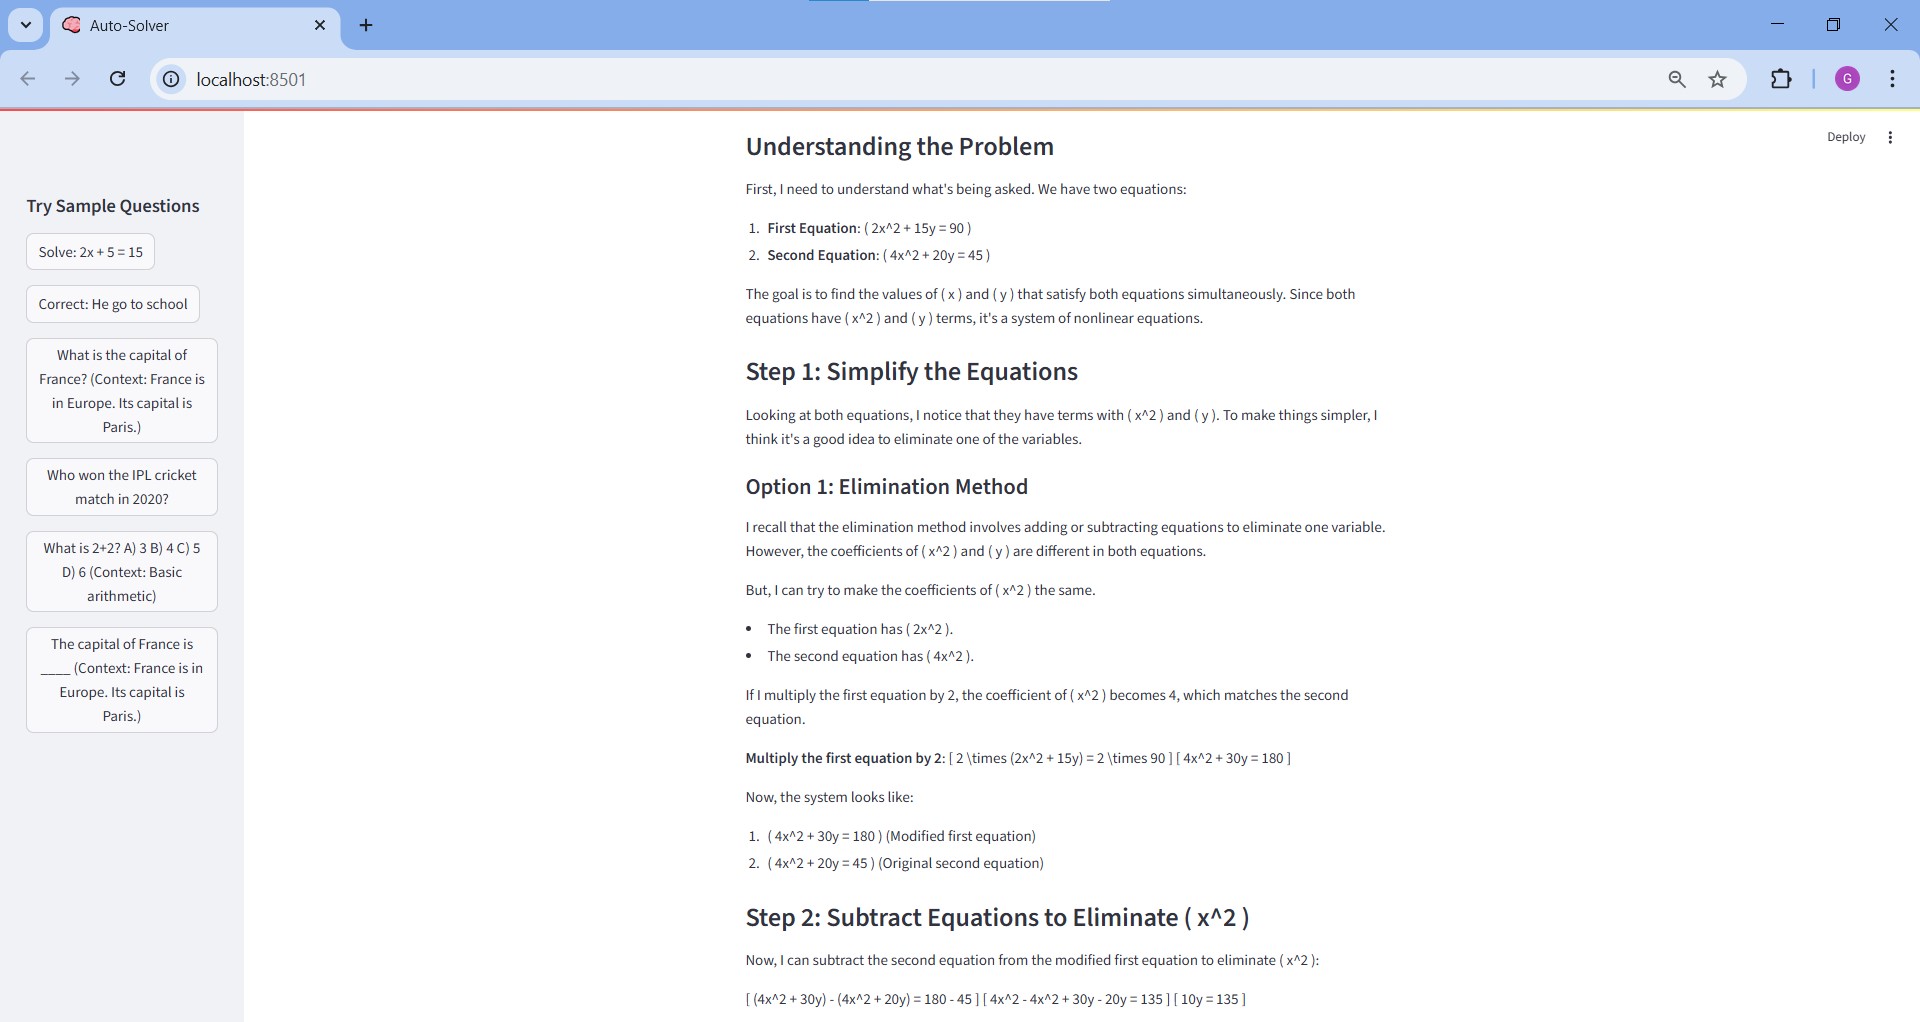 Auto-Solver
localhost:8501
G
Deploy
Try Sample Questions
Solve: 2x + 5 = 15
Correct: He go to school
What is the capital of
France? (Context: France is
in Europe. Its capital is
Paris.)
Who won the IPL cricket
match in 2020?
What is 2+2? A) 3 B) 4 C) 5
D) 6 (Context: Basic
arithmetic)
The capital of France is
____ (Context: France is in
Europe. Its capital is
Paris.)
Understanding the Problem
First, I need to understand what's being asked. We have two equations:
1. First Equation: ( 2x^2 + 15y = 90 )
2. Second Equation: ( 4x^2 + 20y = 45 )
The goal is to find the values of ( x ) and ( y ) that satisfy both equations simultaneously. Since both
equations have ( x^2 ) and ( y ) terms, it's a system of nonlinear equations.
Step 1: Simplify the Equations
Looking at both equations, I notice that they have terms with ( x^2 ) and ( y ). To make things simpler, I
think it's a good idea to eliminate one of the variables.
Option 1: Elimination Method
I recall that the elimination method involves adding or subtracting equations to eliminate one variable.
However, the coefficients of ( x^2 ) and ( y ) are different in both equations.
But, I can try to make the coefficients of ( x^2 ) the same.
• The first equation has ( 2x^2 ).
• The second equation has ( 4x^2 ).
If I multiply the first equation by 2, the coefficient of ( x^2 ) becomes 4, which matches the second
equation.
Multiply the first equation by 2: [ 2 \times (2x^2 + 15y) = 2 \times 90 ] [ 4x^2 + 30y = 180 ]
Now, the system looks like:
1. ( 4x^2 + 30y = 180 ) (Modified first equation)
2. ( 4x^2 + 20y = 45 ) (Original second equation)
Step 2: Subtract Equations to Eliminate ( x^2 )
Now, I can subtract the second equation from the modified first equation to eliminate ( x^2 ):
[ (4x^2 + 30y) - (4x^2 + 20y) = 180 - 45 ] [ 4x^2 - 4x^2 + 30y - 20y = 135 ] [ 10y = 135 ]